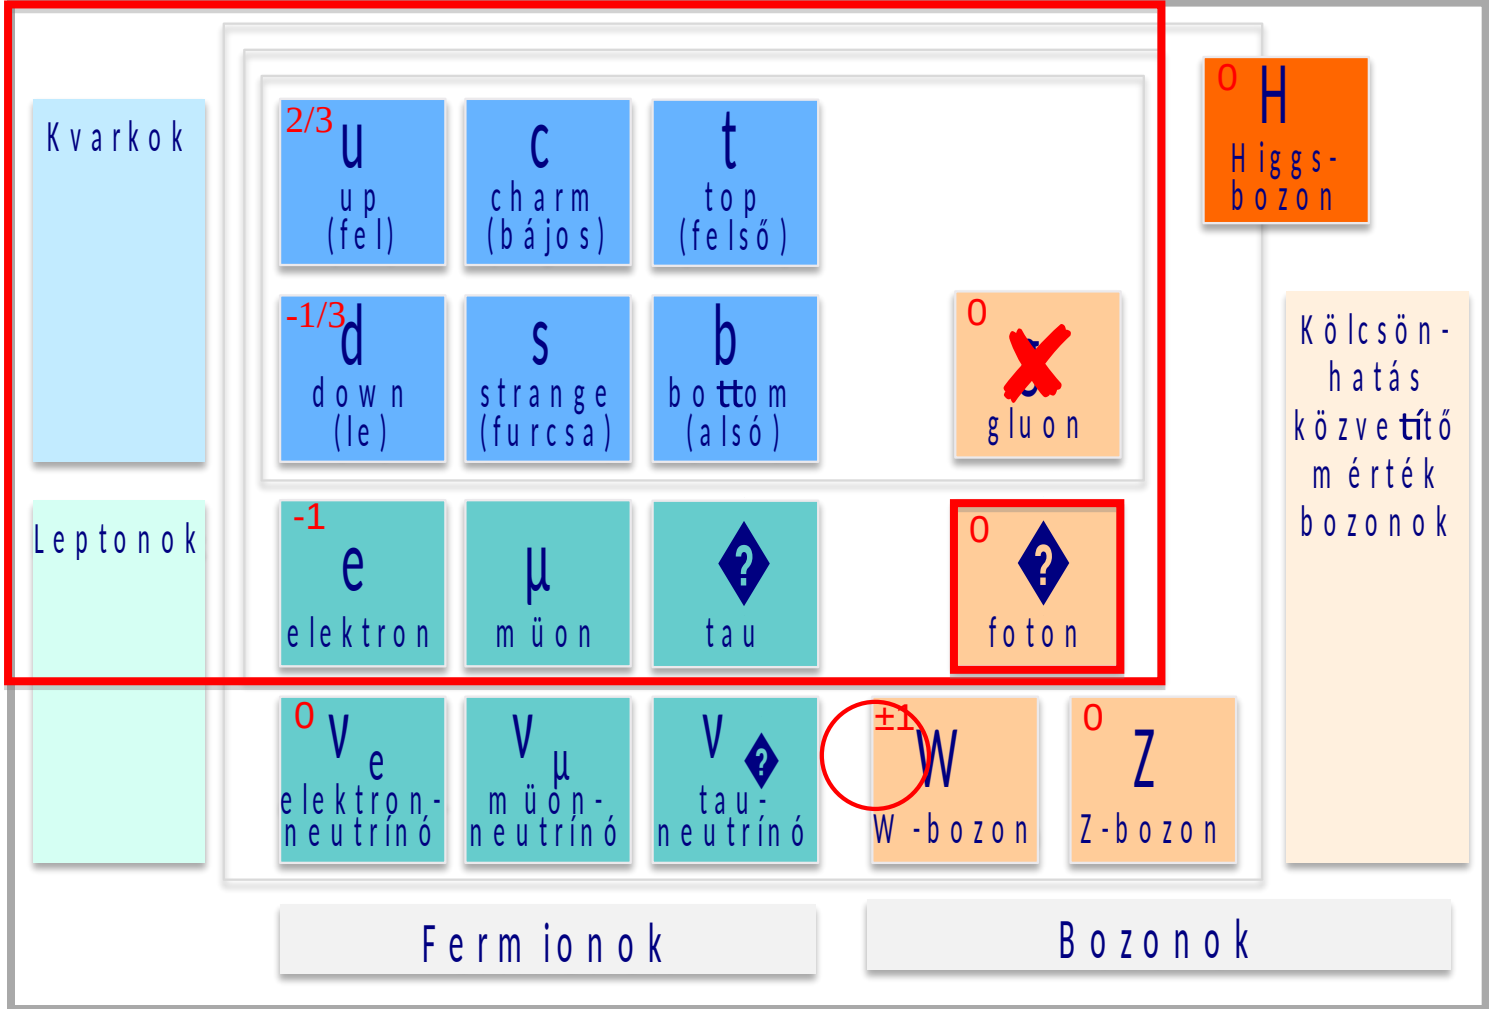 Kvarkok
2/3
u
up
(fel)
c
charm
(bájos)
t
top
(felső)
0
H
Higgs-
bozon
-1/3
d
down
(le)
s
strange
(furcsa)
b
bottom
(alsó)
0
gluon
Kölcsön-
hatás
közvetítő
mérték
bozonok
Leptonok
-1
e
elektron
μ
müon
�
tau
0
�
foton
0
ν e
elektron-
neutrínó
ν μ
müón-
neutrínó
ν �
tau-
neutrínó
±1
W
W-bozon
0
Z
Z-bozon
Fermionok
Bozonok